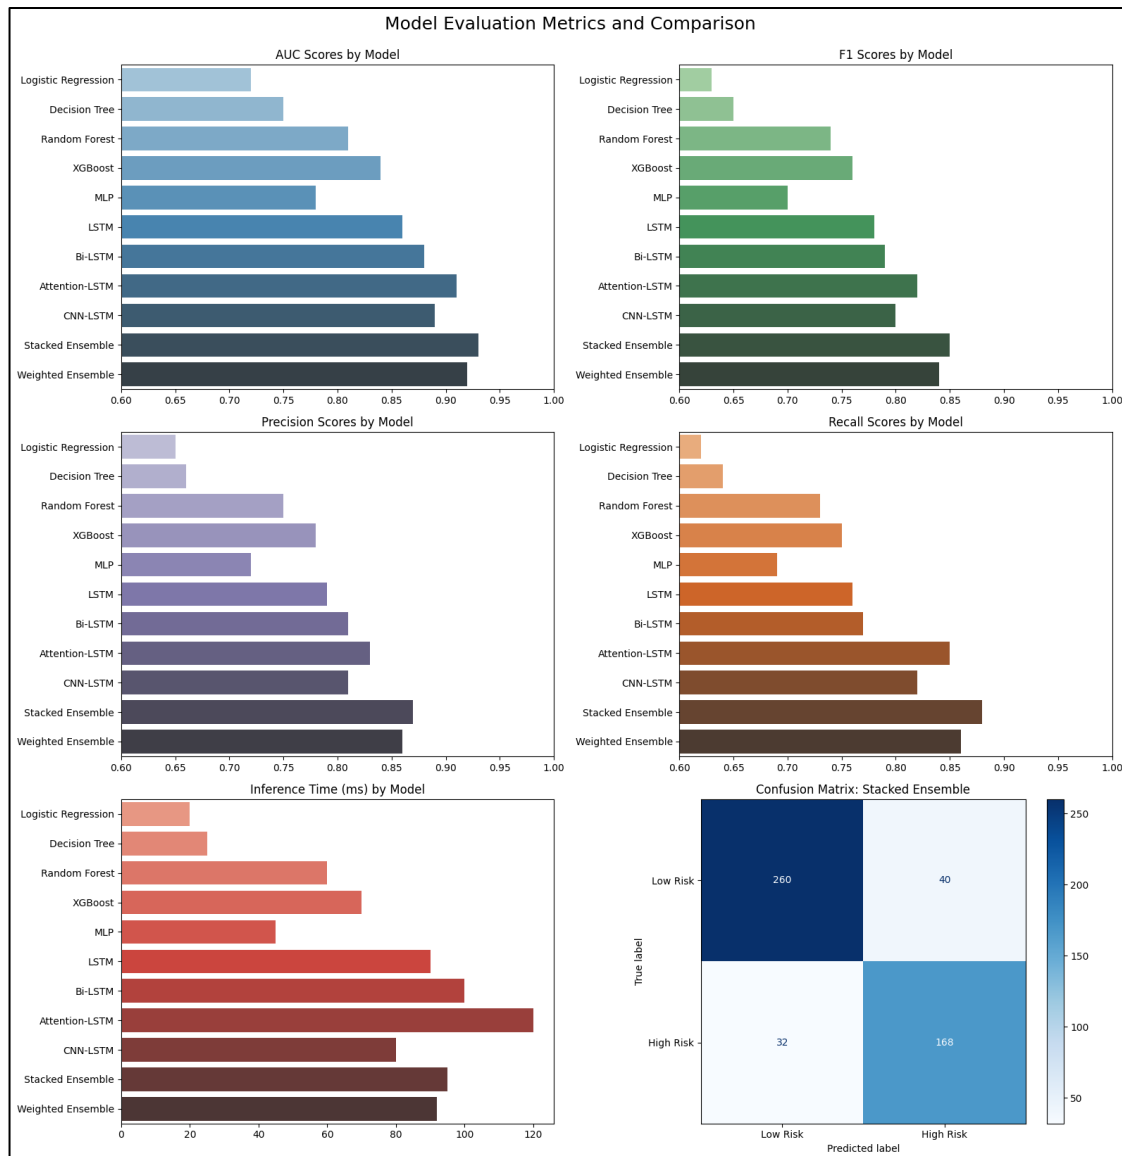 Model Evaluation Metrics and Comparison
AUC Scores by Model
Logistic Regression
Decision Tree
Random Forest
XGBoost
MLP
LSTM
Bi-LSTM
Attention-LSTM
CNN-LSTM
Stacked Ensemble
Weighted Ensemble
0.60 0.65 0.70 0.75 0.80 0.85 0.90 0.95 1.00
F1 Scores by Model
Logistic Regression
Decision Tree
Random Forest
XGBoost
MLP
LSTM
Bi-LSTM
Attention-LSTM
CNN-LSTM
Stacked Ensemble
Weighted Ensemble
0.60 0.65 0.70 0.75 0.80 0.85 0.90 0.95 1.00
Precision Scores by Model
Logistic Regression
Decision Tree
Random Forest
XGBoost
MLP
LSTM
Bi-LSTM
Attention-LSTM
CNN-LSTM
Stacked Ensemble
Weighted Ensemble
0.60 0.65 0.70 0.75 0.80 0.85 0.90 0.95 1.00
Recall Scores by Model
Logistic Regression
Decision Tree
Random Forest
XGBoost
MLP
LSTM
Bi-LSTM
Attention-LSTM
CNN-LSTM
Stacked Ensemble
Weighted Ensemble
0.60 0.65 0.70 0.75 0.80 0.85 0.90 0.95 1.00
Inference Time (ms) by Model
Logistic Regression
Decision Tree
Random Forest
XGBoost
MLP
LSTM
Bi-LSTM
Attention-LSTM
CNN-LSTM
Stacked Ensemble
Weighted Ensemble
0 20 40 60 80 100 120
Confusion Matrix: Stacked Ensemble
True label
Low Risk 260 40
High Risk 32 168
Low Risk High Risk
Predicted label
250
200
150
100
50